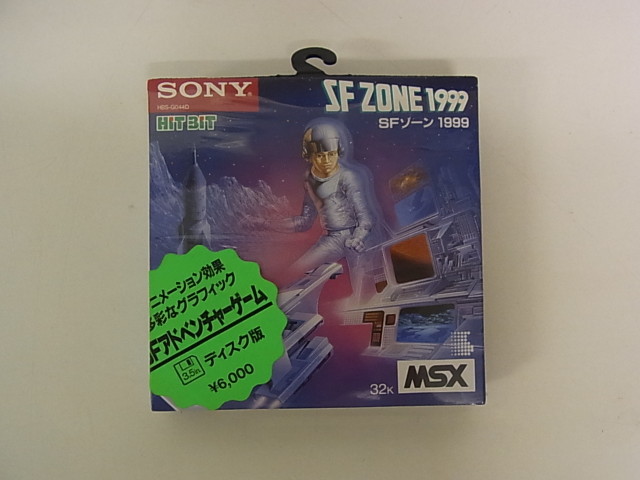 SONY
HBS-G044D
HIT BIT
SF ZONE 1999
SFゾーン 1999
ニメーション効果
多彩なグラフィック
SFアドベンチャーゲーム
3.5in
ディスク版
¥6,000
32K
MSX